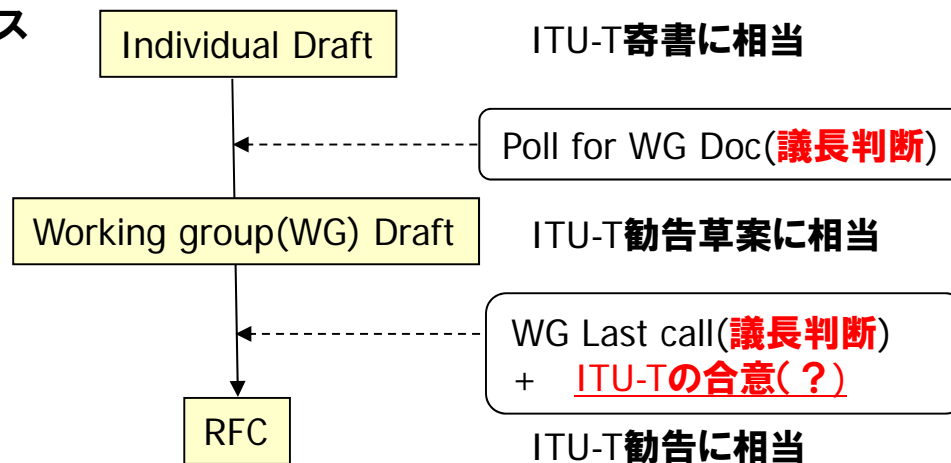 ス
Individual Draft
ITU-T寄書に相当
Poll for WG Doc(議長判断)
Working group(WG) Draft
ITU-T勧告草案に相当
WG Last call(議長判断)
+ ITU-Tの合意(？)
RFC
ITU-T勧告に相当